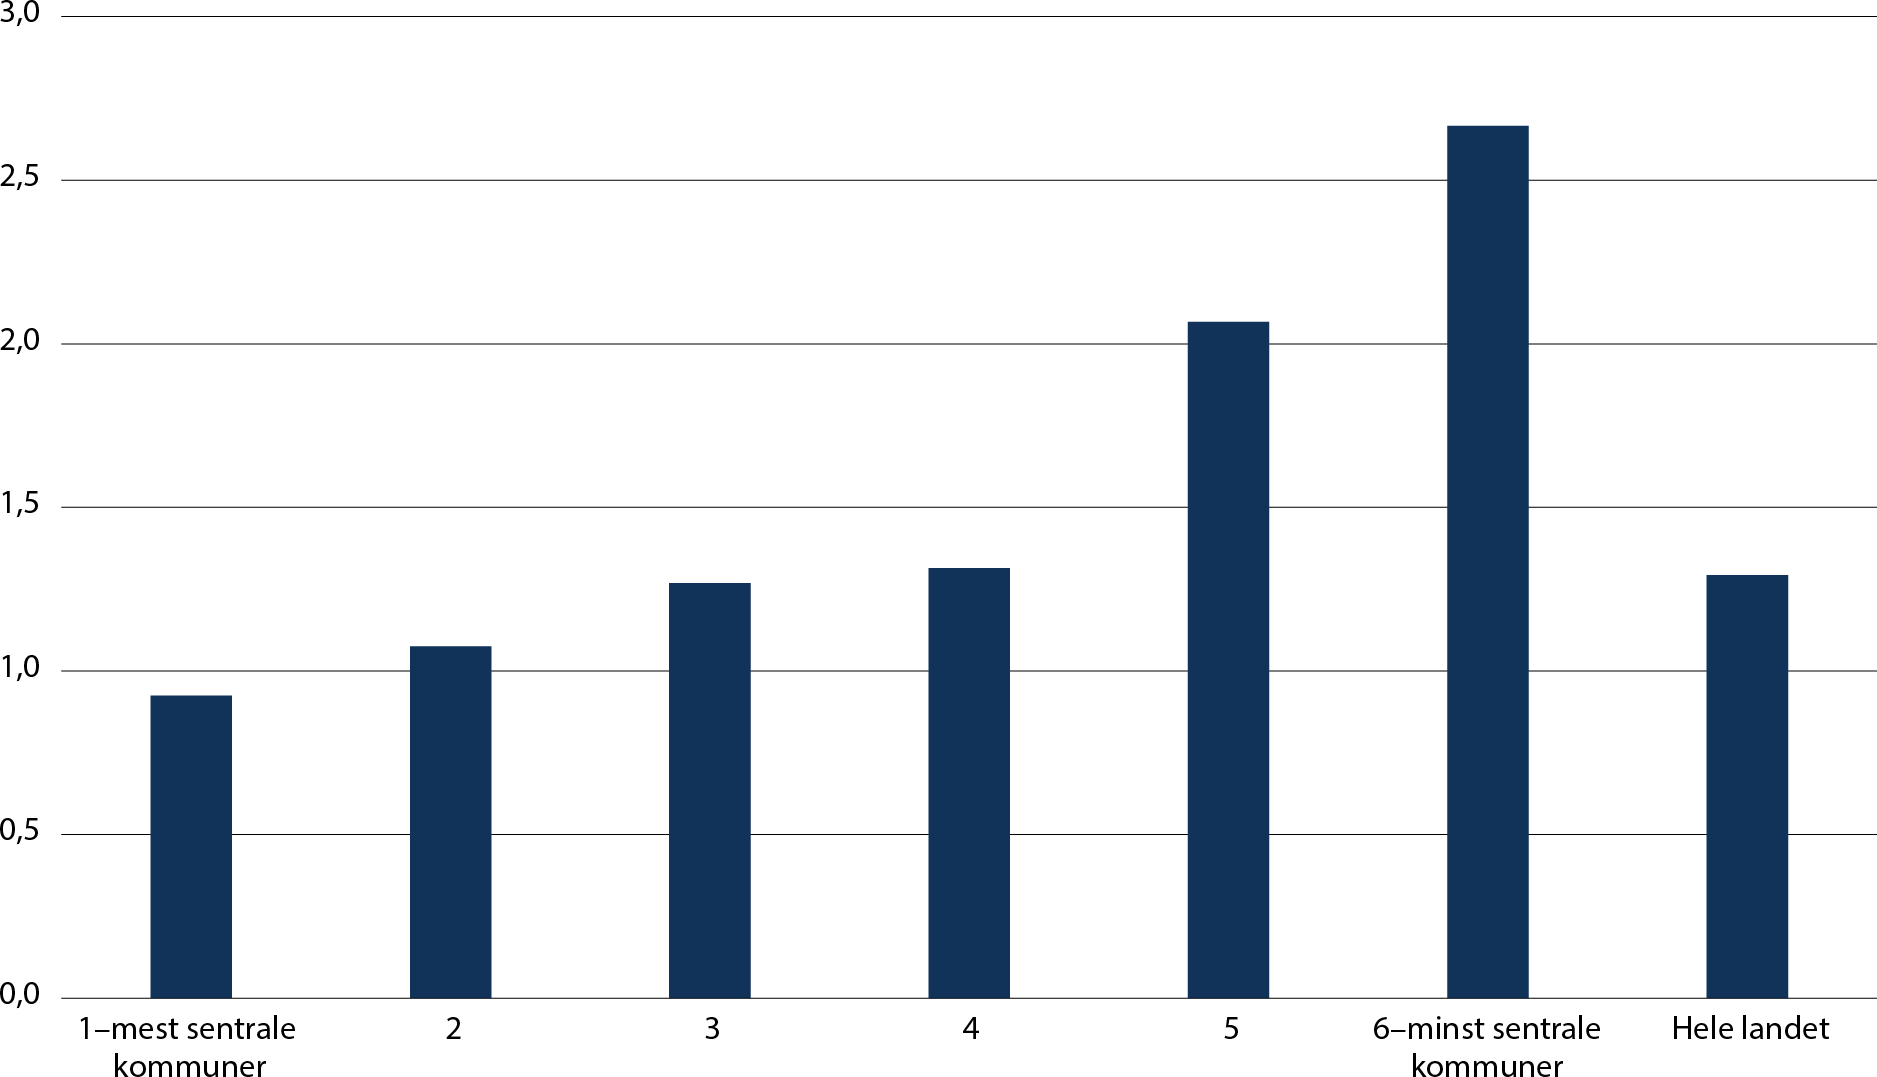 3,0
2,5
2,0
1,5
1,0
0,5
0,0
1–mest sentrale
kommuner
2
3
4
5
6–minst sentrale
kommuner
Hele landet